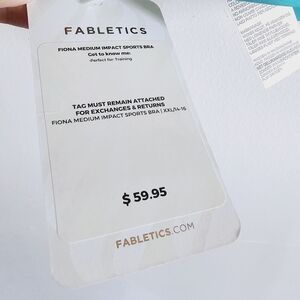 FABLETICS
FIONA MEDIUM IMPACT SPORTS BRA
Get to know me:
-Perfect for: Training
TAG MUST REMAIN ATTACHED
FOR EXCHANGES & RETURNS
FIONA MEDIUM IMPACT SPORTS BRA | XXL/14-16
$ 59.95
FABLETICS.COM